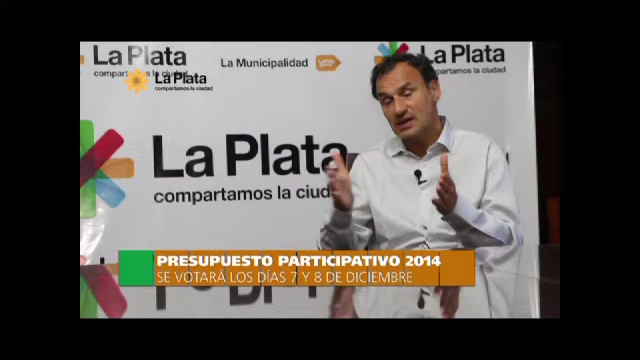 La Plata
compartamos la ciudad
La Municipalidad
La Plata
compartamos la ciudad
La Plata
compartamos la ciudad
La Plata
compartamos la ciudad
PRESUPUESTO PARTICIPATIVO 2014
SE VOTARÁ LOS DÍAS 7 Y 8 DE DICIEMBRE